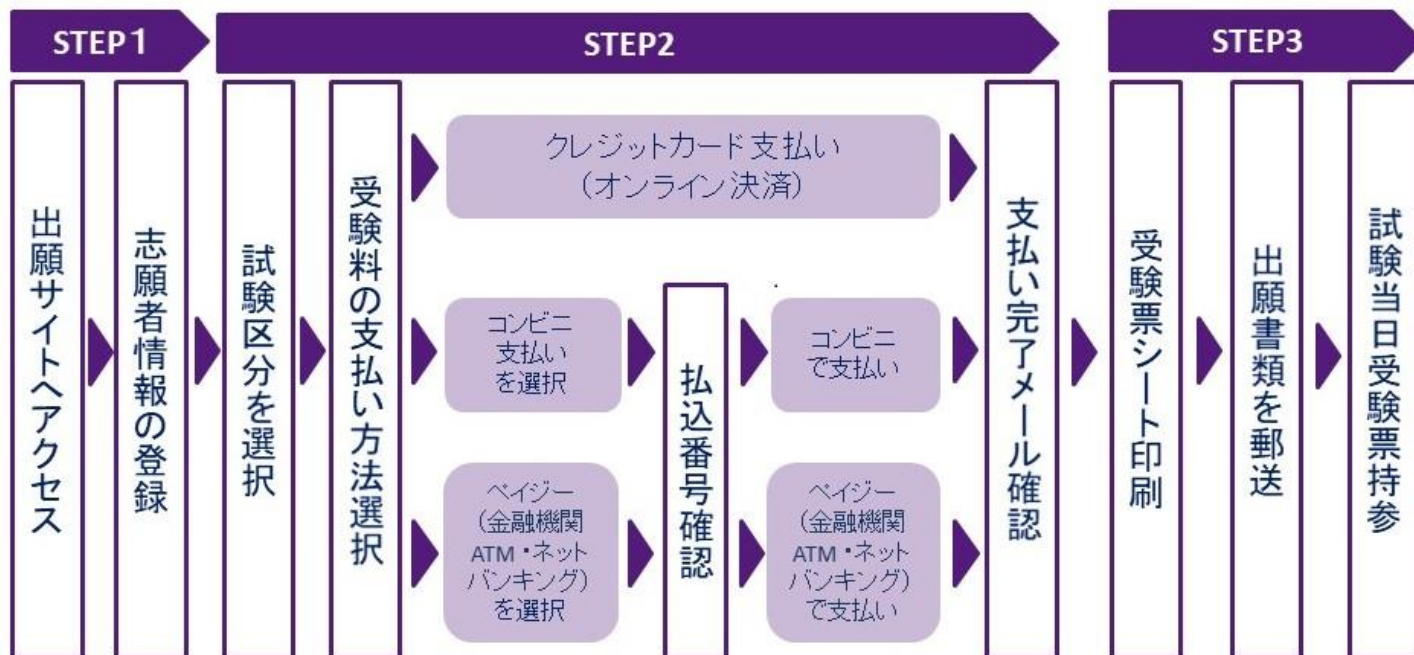 STEP1
STEP2
STEP3
出願サイトへアクセス
志願者情報の登録
試験区分を選択
受験料の支払い方法選択
クレジットカード支払い
(オンライン決済)
コンビニ
支払い
を選択
ペイジー
(金融機関
ATM・ネット
バンキング)
を選択
払込番号確認
コンビニ
で支払い
ペイジー
(金融機関
ATM・ネット
バンキング)
で支払い
支払い完了メール確認
受験票シート印刷
出願書類を郵送
試験当日受験票持参